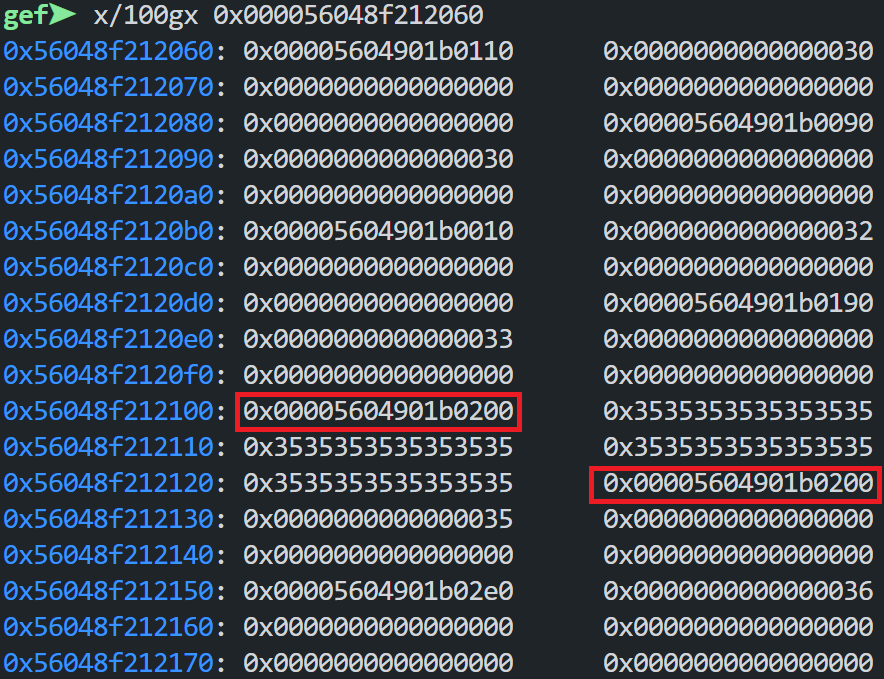 gef➤ x/100gx 0x000056048f212060
0x56048f212060: 0x00005604901b0110 0x0000000000000030
0x56048f212070: 0x0000000000000000 0x0000000000000000
0x56048f212080: 0x0000000000000000 0x00005604901b0090
0x56048f212090: 0x0000000000000030 0x0000000000000000
0x56048f2120a0: 0x0000000000000000 0x0000000000000000
0x56048f2120b0: 0x00005604901b0010 0x0000000000000032
0x56048f2120c0: 0x0000000000000000 0x0000000000000000
0x56048f2120d0: 0x0000000000000000 0x00005604901b0190
0x56048f2120e0: 0x0000000000000033 0x0000000000000000
0x56048f2120f0: 0x0000000000000000 0x0000000000000000
0x56048f212100: 0x00005604901b0200 0x3535353535353535
0x56048f212110: 0x3535353535353535 0x3535353535353535
0x56048f212120: 0x3535353535353535 0x00005604901b0200
0x56048f212130: 0x0000000000000035 0x0000000000000000
0x56048f212140: 0x0000000000000000 0x0000000000000000
0x56048f212150: 0x00005604901b02e0 0x0000000000000036
0x56048f212160: 0x0000000000000000 0x0000000000000000
0x56048f212170: 0x0000000000000000 0x0000000000000000